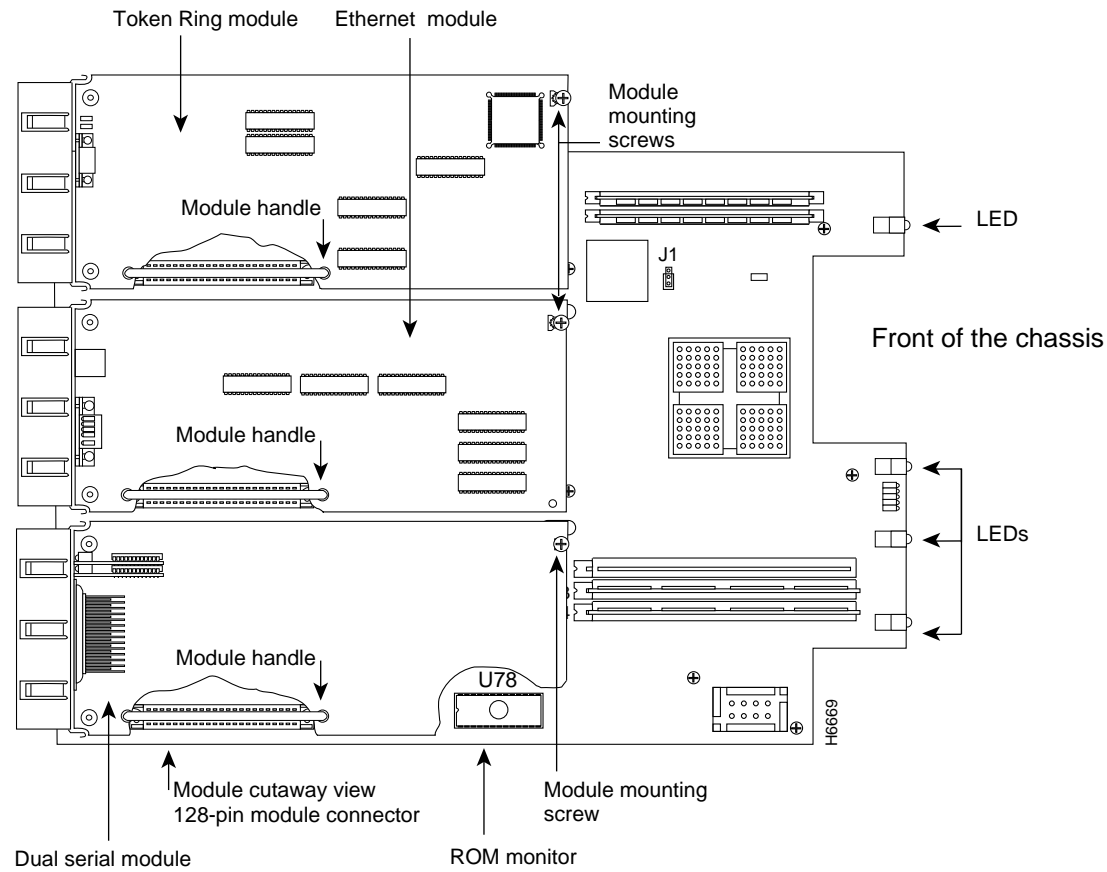 Token Ring module
Ethernet module
Module
mounting
screws
Module handle
LED
J1
Front of the chassis
Module handle
LEDs
Module handle
U78
H6669
Module cutaway view
128-pin module connector
Module mounting
screw
Dual serial module
ROM monitor